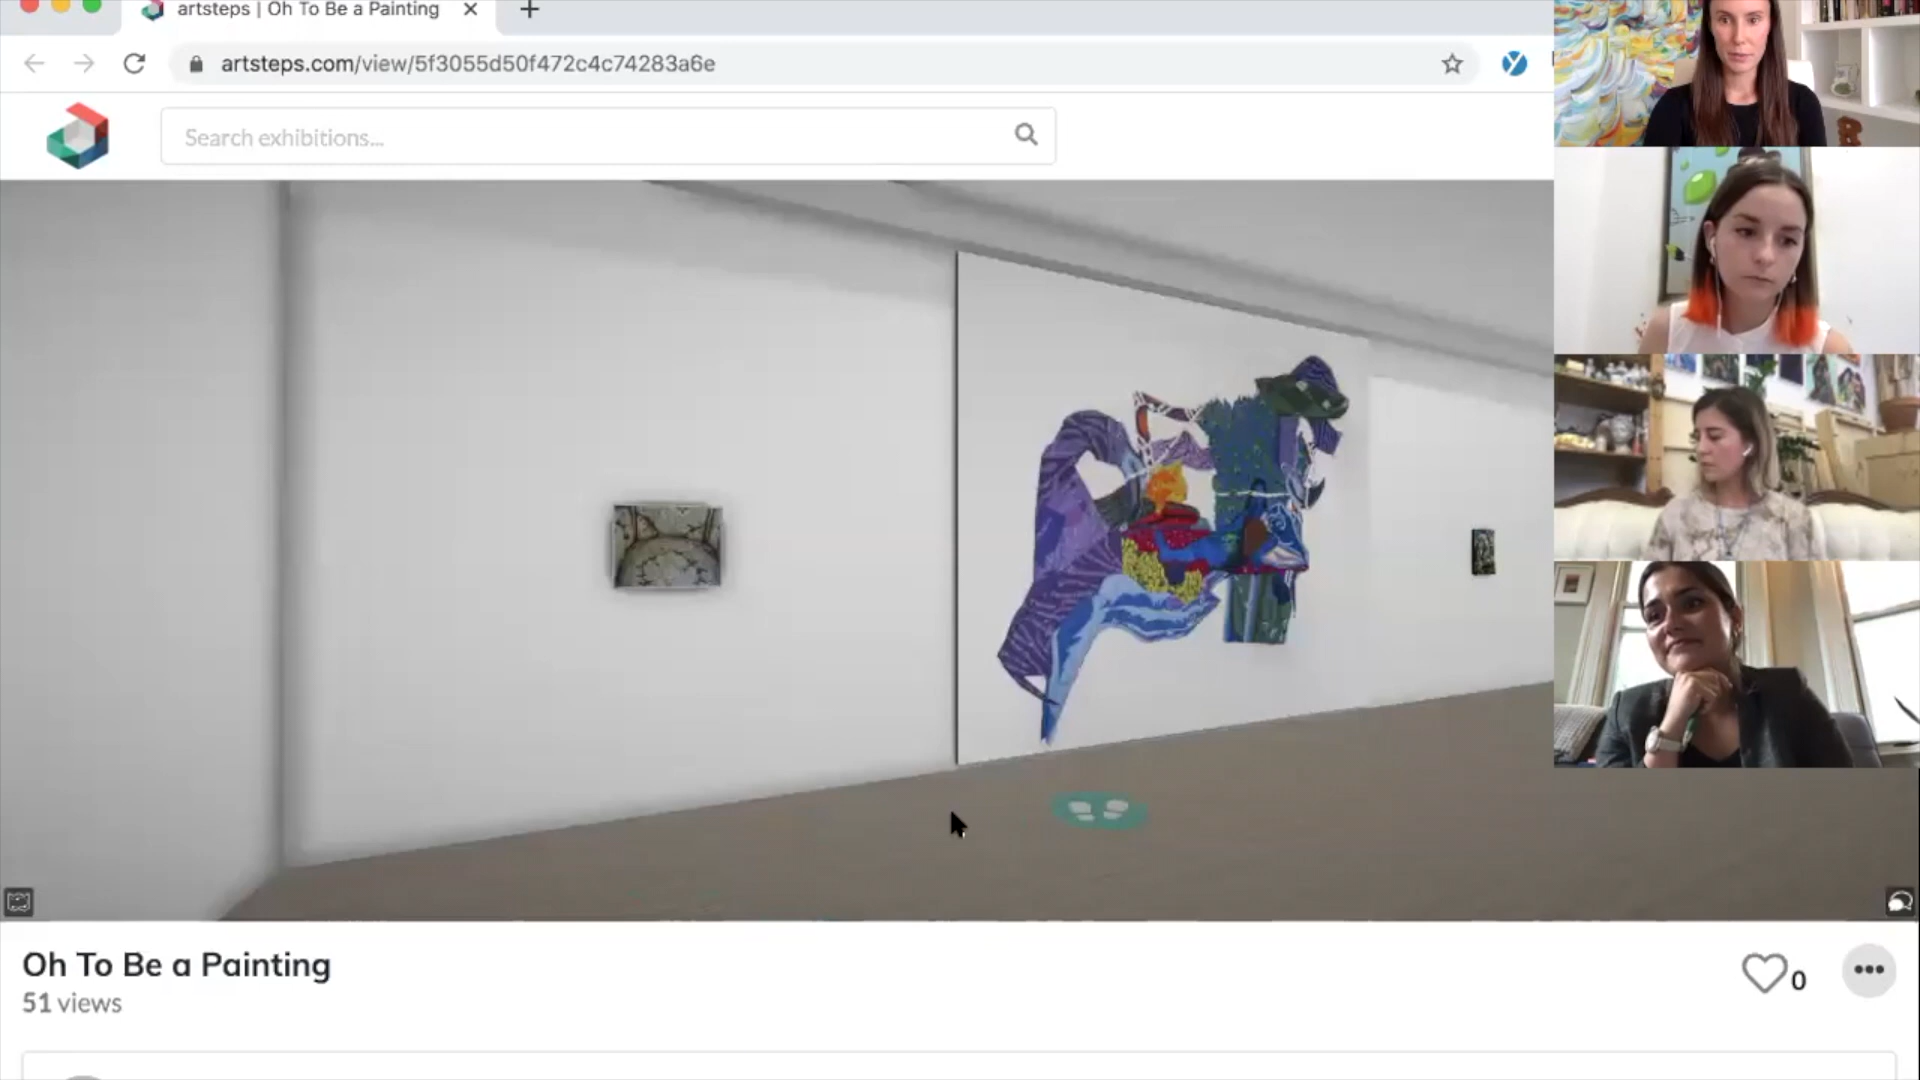 artsteps | Oh To Be a Painting
artsteps.com/view/5f3055d50f472c4c74283a6e
Search exhibitions...
Oh To Be a Painting
0
51 views